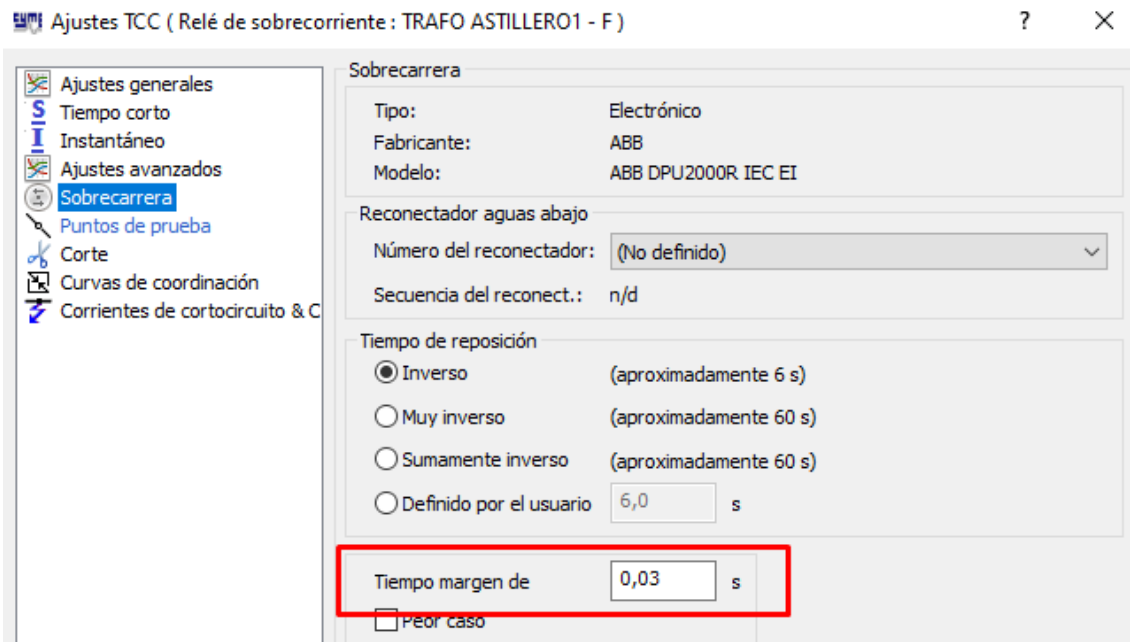 Ajustes TCC ( Relé de sobrecorriente : TRAFO ASTILLERO1 - F )
? X
Ajustes generales
S Tiempo corto
I Instantáneo
Ajustes avanzados
Sobrecarrera
Puntos de prueba
Corte
Curvas de coordinación
Corrientes de cortocircuito & C
Sobrecarrera
Tipo: Electrónico
Fabricante: ABB
Modelo: ABB DPU2000R IEC EI
Reconectador aguas abajo
Número del reconectador: (No definido)
Secuencia del reconect.: n/d
Tiempo de reposición
Inverso (aproximadamente 6 s)
Muy inverso (aproximadamente 60 s)
Sumamente inverso (aproximadamente 60 s)
Definido por el usuario 6,0 s
Tiempo margen de 0,03 s
Peor caso